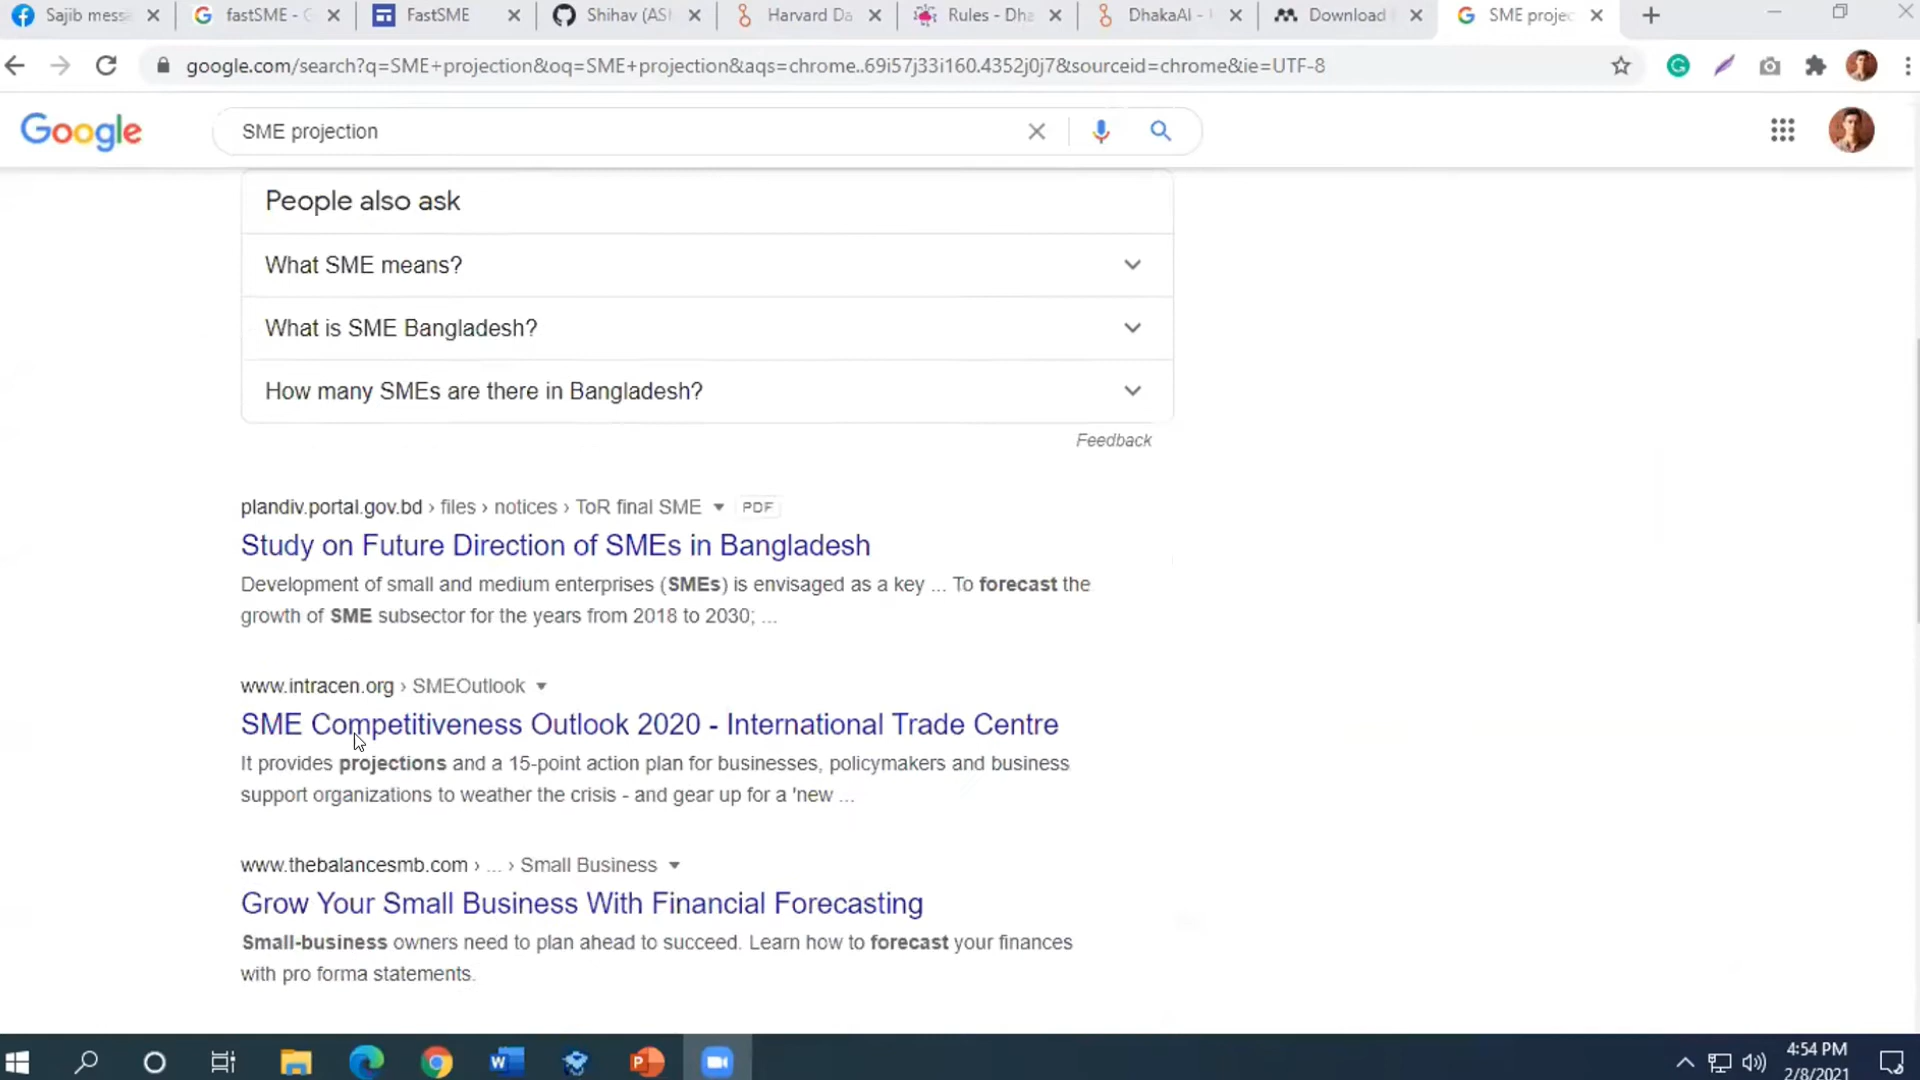 Sajib mess
fastSME - G
FastSME
Shihav (ASI
Harvard Da
Rules - Dha
DhakaAI -
Download
SME projec
google.com/search?q=SME+projection&oq=SME+projection&aqs=chrome..69i57j33i160.4352j0j7&sourceid=chrome&ie=UTF-8
Google
SME projection
People also ask
What SME means?
What is SME Bangladesh?
How many SMEs are there in Bangladesh?
Feedback
plandiv.portal.gov.bd › files › notices › ToR final SME PDF
Study on Future Direction of SMEs in Bangladesh
Development of small and medium enterprises (SMEs) is envisaged as a key ... To forecast the
growth of SME subsector for the years from 2018 to 2030; ...
www.intracen.org › SMEOutlook
SME Competitiveness Outlook 2020 - International Trade Centre
It provides projections and a 15-point action plan for businesses, policymakers and business
support organizations to weather the crisis - and gear up for a 'new ...
www.thebalancesmb.com › ... › Small Business
Grow Your Small Business With Financial Forecasting
Small-business owners need to plan ahead to succeed. Learn how to forecast your finances
with pro forma statements.
4:54 PM
2/8/2021